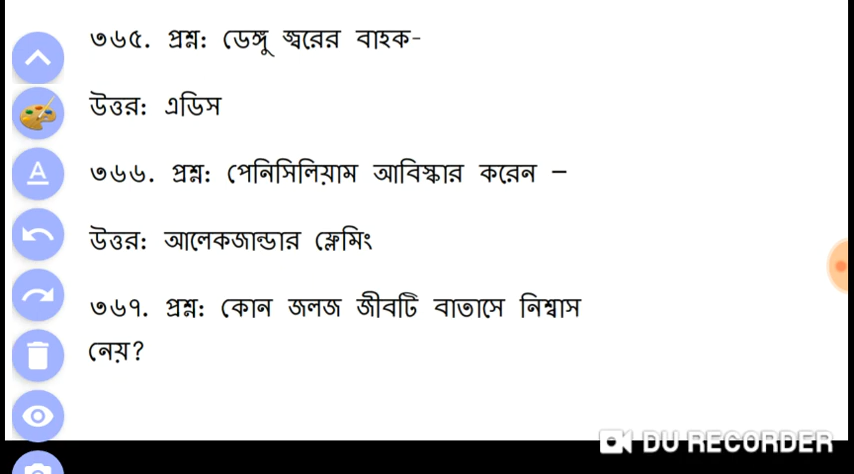 ৩৬৫. প্রশ্ন: ডেঙ্গু জ্বরের বাহক-
উত্তর: এডিস
৩৬৬. প্রশ্ন: পেনিসিলিয়াম আবিস্কার করেন –
উত্তর: আলেকজান্ডার ফ্লেমিং
৩৬৭. প্রশ্ন: কোন জলজ জীবটি বাতাসে নিশ্বাস
নেয়?
DU RECORDER